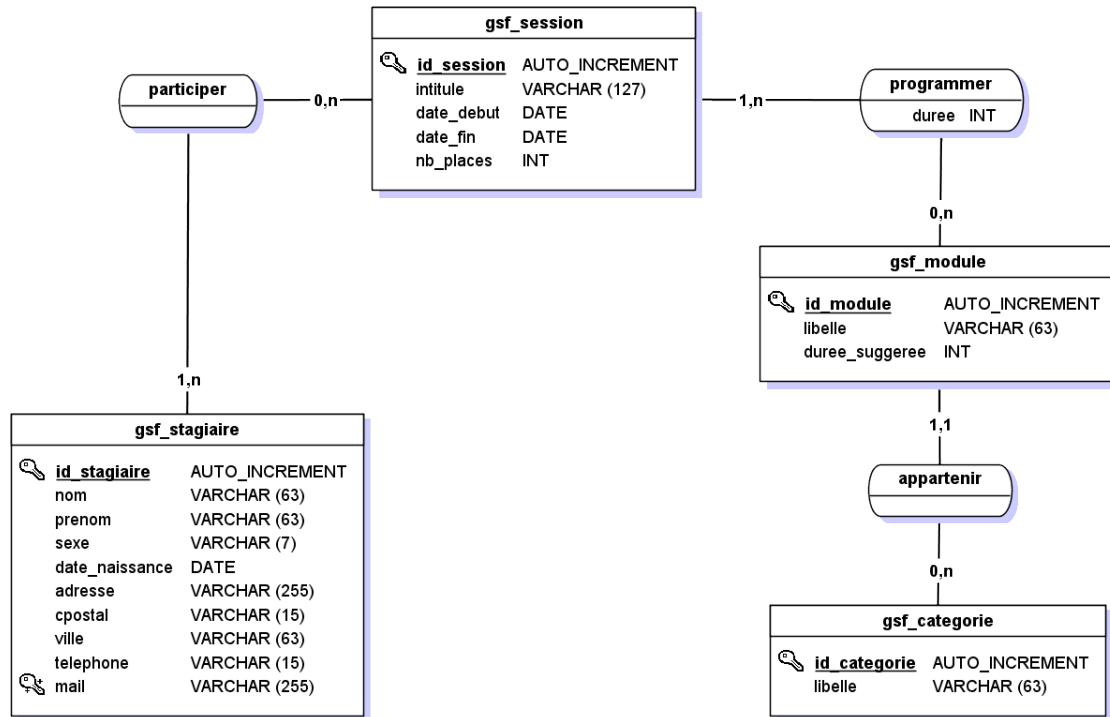 gsf_session
id_session AUTO_INCREMENT
intitule VARCHAR (127)
date_debut DATE
date_fin DATE
nb_places INT
participer
0,n
1,n
programmer
duree INT
0,n
gsf_module
id_module AUTO_INCREMENT
libelle VARCHAR (63)
duree_suggeree INT
1,n
1,1
gsf_stagiaire
id_stagiaire AUTO_INCREMENT
nom VARCHAR (63)
prenom VARCHAR (63)
sexe VARCHAR (7)
date_naissance DATE
adresse VARCHAR (255)
cpostal VARCHAR (15)
ville VARCHAR (63)
telephone VARCHAR (15)
mail VARCHAR (255)
appartenir
0,n
gsf_categorie
id_categorie AUTO_INCREMENT
libelle VARCHAR (63)